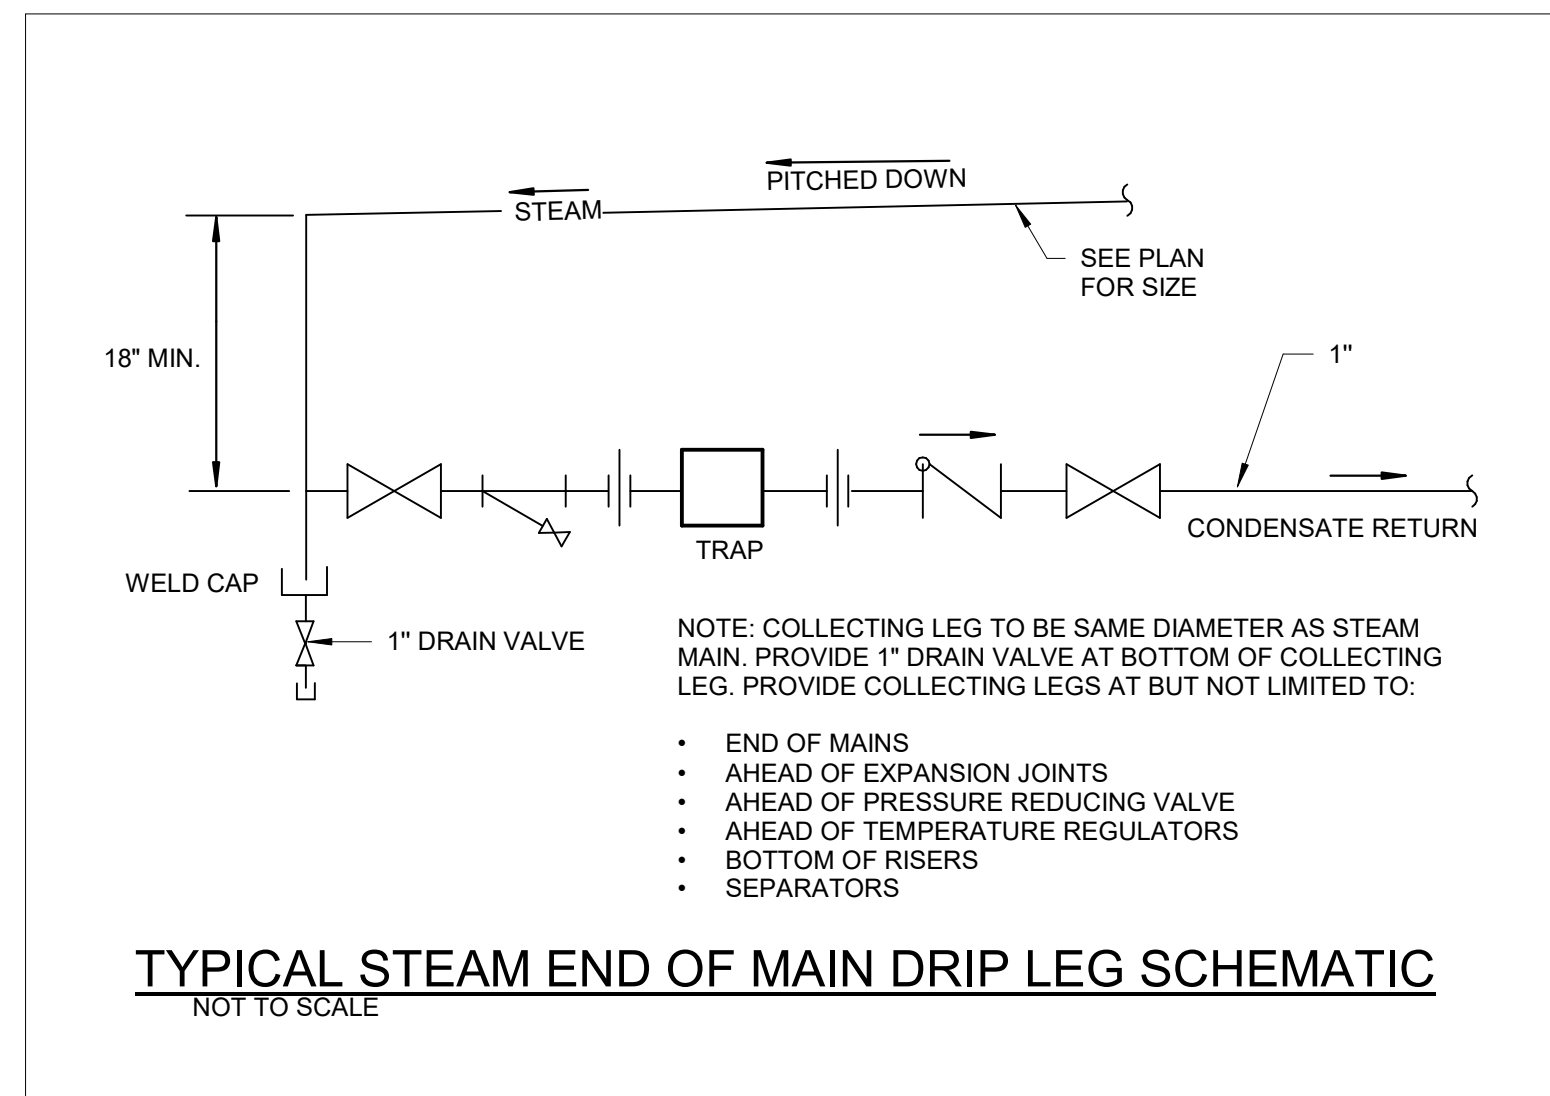 PITCHED DOWN
STEAM
SEE PLAN
FOR SIZE
18" MIN.
1"
TRAP
CONDENSATE RETURN
WELD CAP
1" DRAIN VALVE
NOTE: COLLECTING LEG TO BE SAME DIAMETER AS STEAM
MAIN. PROVIDE 1" DRAIN VALVE AT BOTTOM OF COLLECTING
LEG. PROVIDE COLLECTING LEGS AT BUT NOT LIMITED TO:
• END OF MAINS
• AHEAD OF EXPANSION JOINTS
• AHEAD OF PRESSURE REDUCING VALVE
• AHEAD OF TEMPERATURE REGULATORS
• BOTTOM OF RISERS
• SEPARATORS
TYPICAL STEAM END OF MAIN DRIP LEG SCHEMATIC
NOT TO SCALE